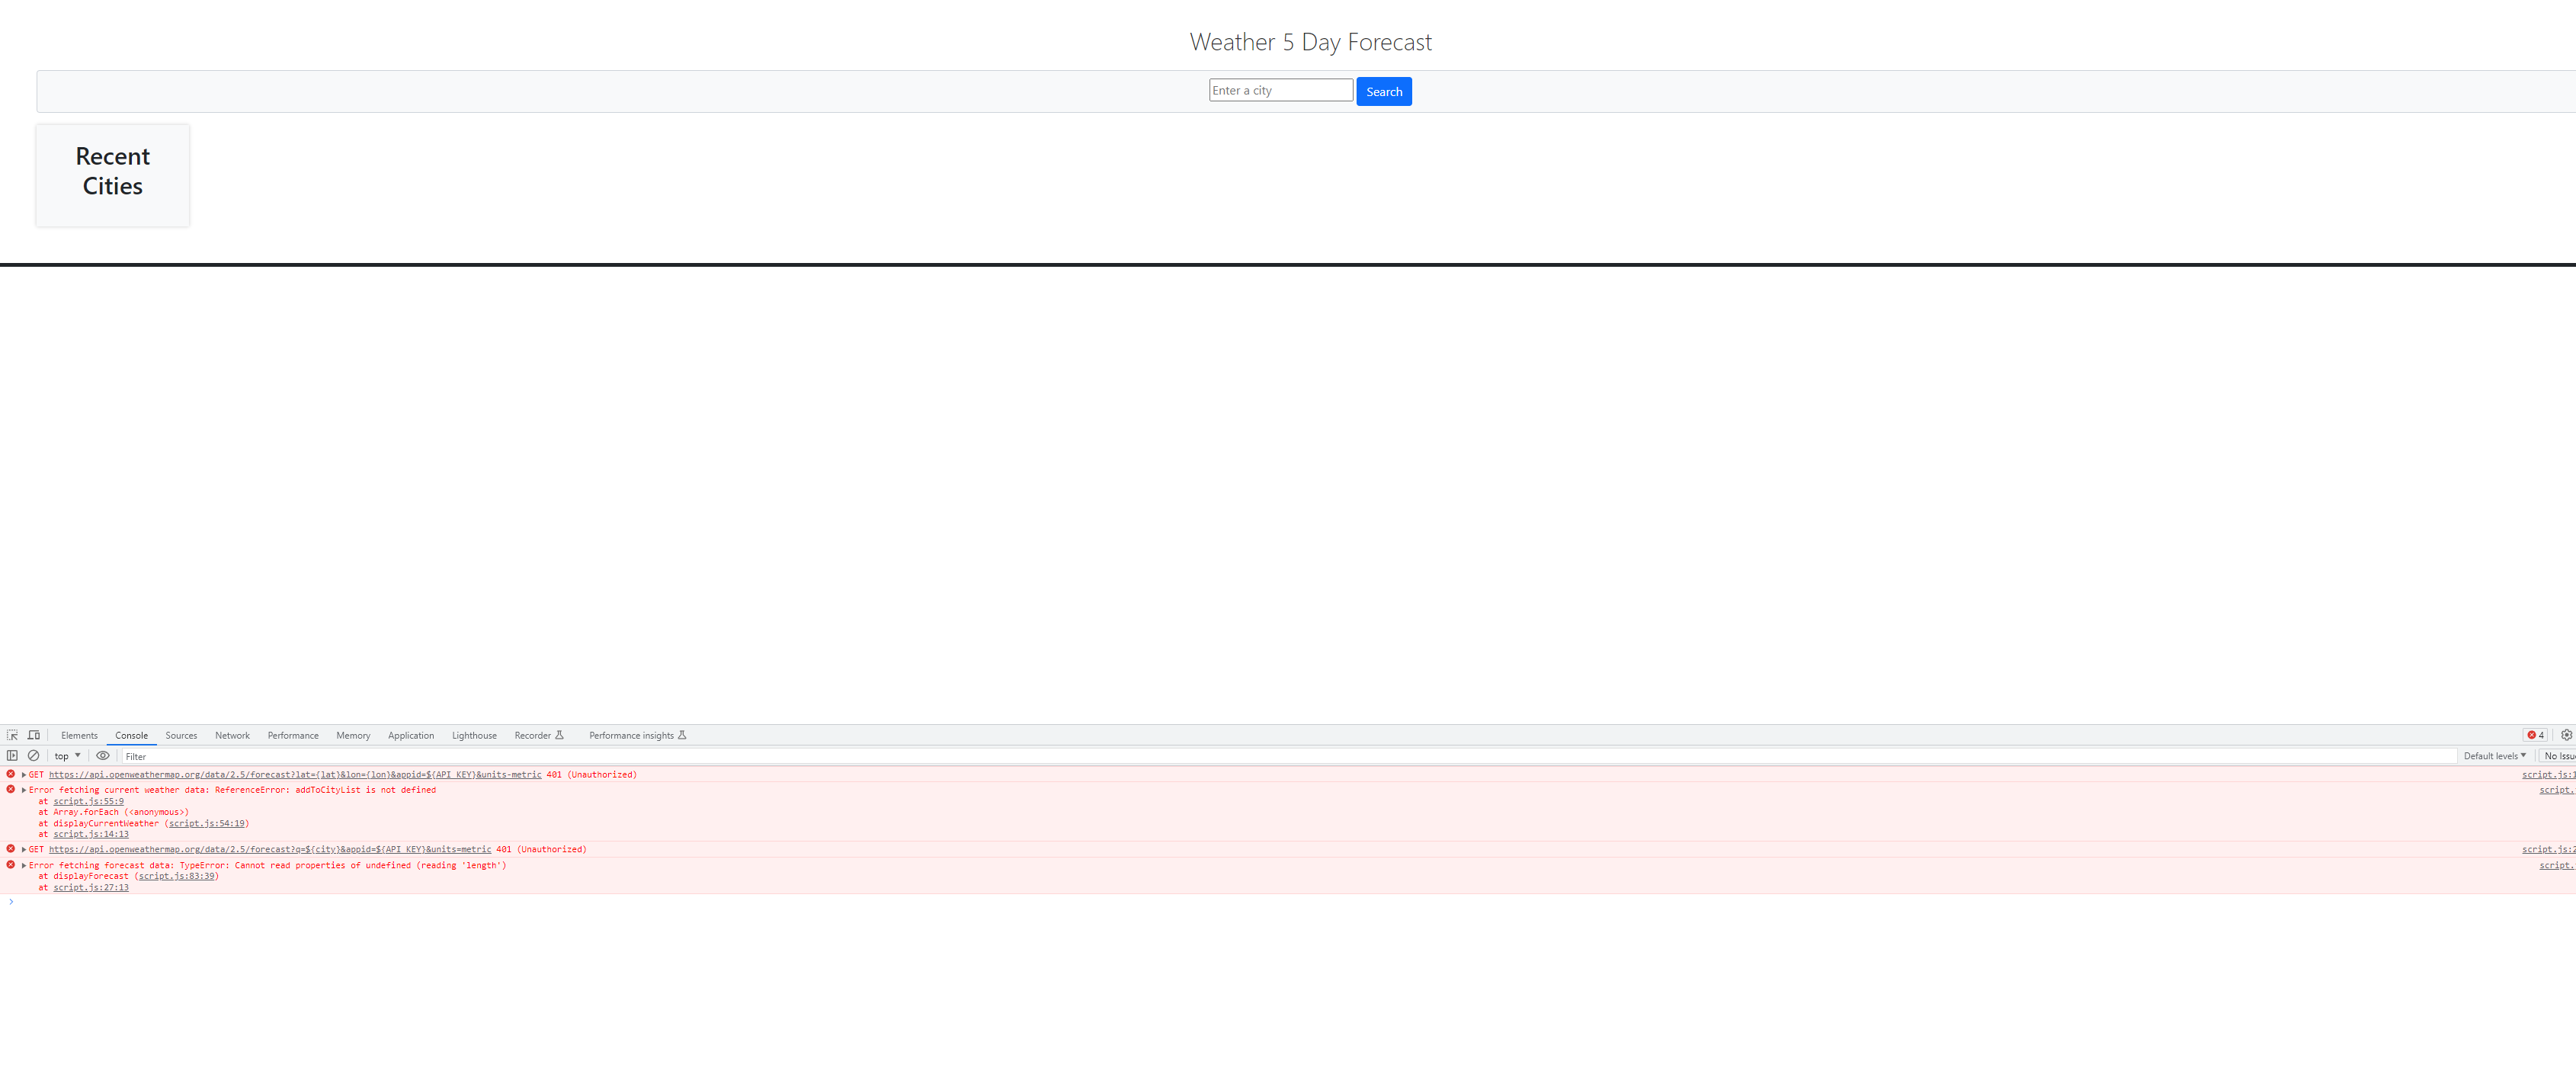 Weather 5 Day Forecast
Enter a city Search
Recent
Cities
Elements Console Sources Network Performance Memory Application Lighthouse Recorder Performance insights 4
top Filter Default levels No Issu
GET https://api.openweathermap.org/data/2.5/forecast?lat={lat}&lon={lon}&appid=${API_KEY}&units-metric 401 (Unauthorized) script.js:1
Error fetching current weather data: ReferenceError: addToCityList is not defined script.
at script.js:55:9
at Array.forEach (<anonymous>)
at displayCurrentWeather (script.js:54:19)
at script.js:14:13
GET https://api.openweathermap.org/data/2.5/forecast?q=${city}&appid=${API_KEY}&units=metric 401 (Unauthorized) script.js:2
Error fetching forecast data: TypeError: Cannot read properties of undefined (reading 'length') script.
at displayForecast (script.js:83:39)
at script.js:27:13